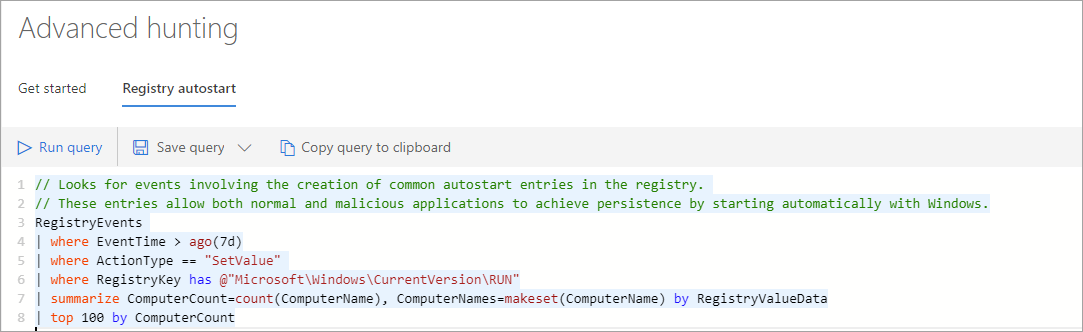 Advanced hunting
Get started Registry autostart
Run query Save query Copy query to clipboard
1 // Looks for events involving the creation of common autostart entries in the registry.
2 // These entries allow both normal and malicious applications to achieve persistence by starting automatically with Windows.
3 RegistryEvents
4 | where EventTime > ago(7d)
5 | where ActionType == "SetValue"
6 | where RegistryKey has @"Microsoft\Windows\CurrentVersion\RUN"
7 | summarize ComputerCount=count(ComputerName), ComputerNames=makeset(ComputerName) by RegistryValueData
8 | top 100 by ComputerCount